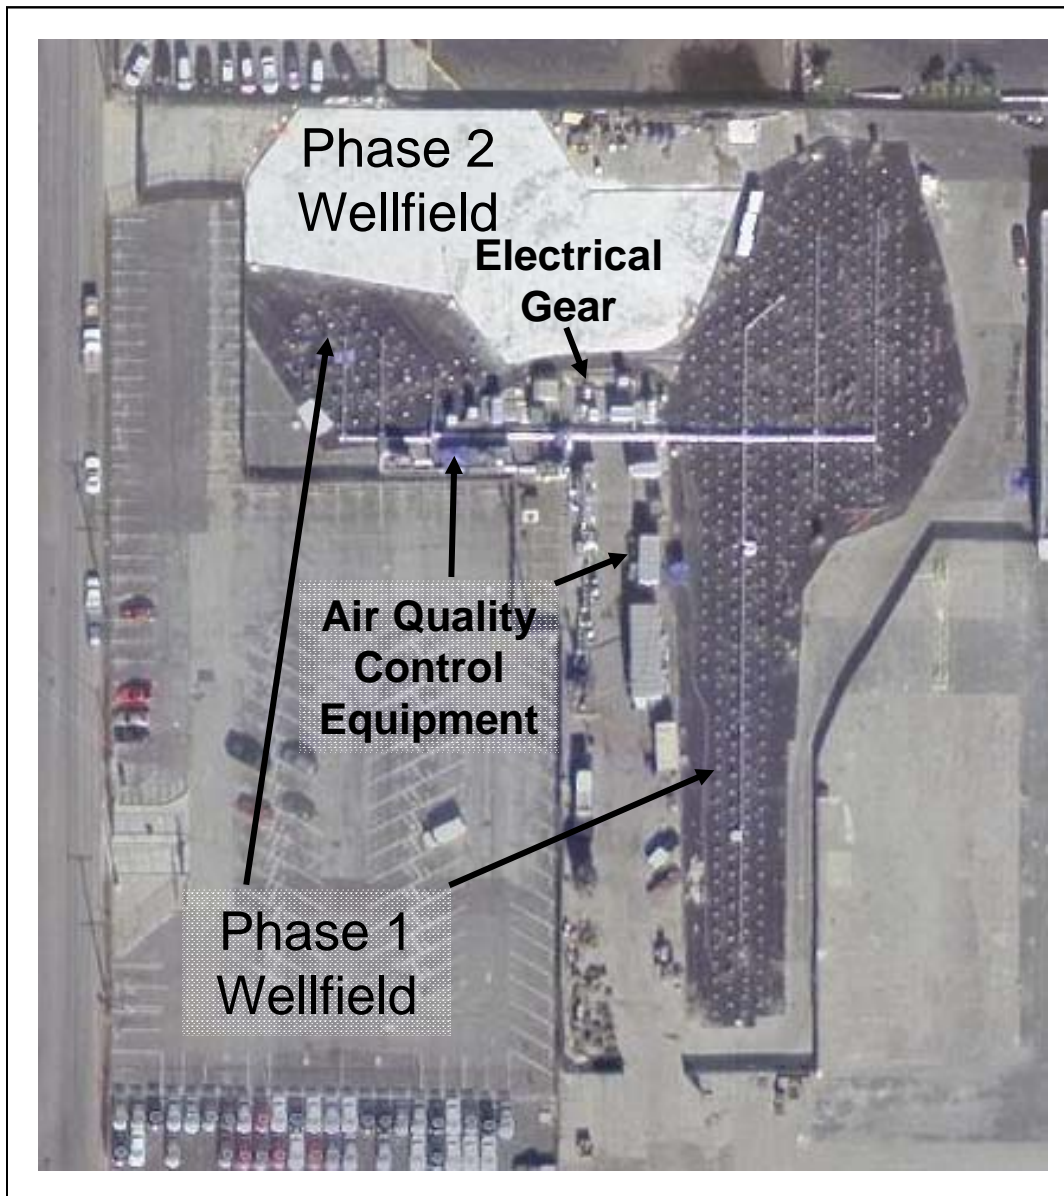 Phase 2
Wellfield
Electrical
Gear
Air Quality
Control
Equipment
Phase 1
Wellfield